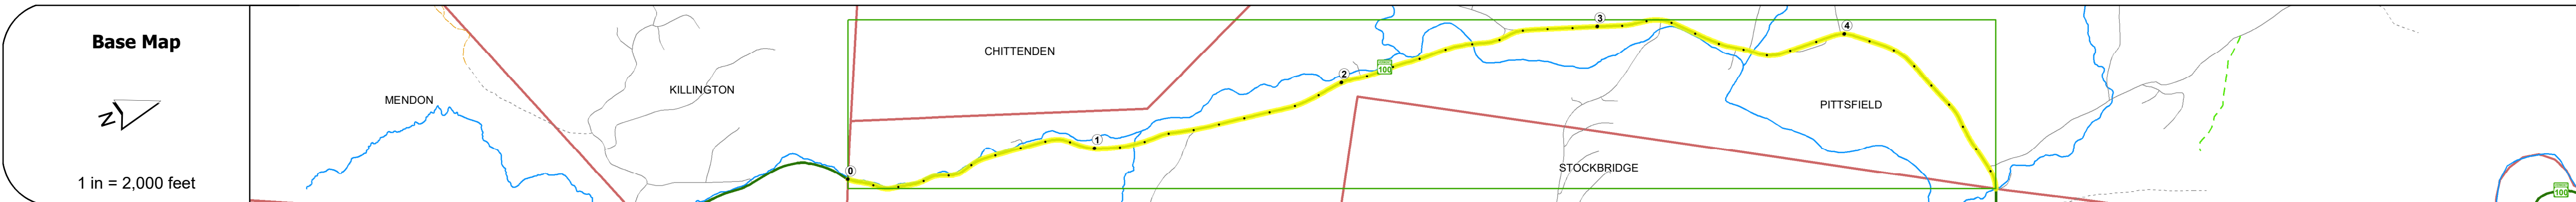 Base Map
N
1 in = 2,000 feet
MENDON
KILLINGTON
CHITTENDEN
0
1
2
100
3
4
PITTSFIELD
STOCKBRIDGE
100